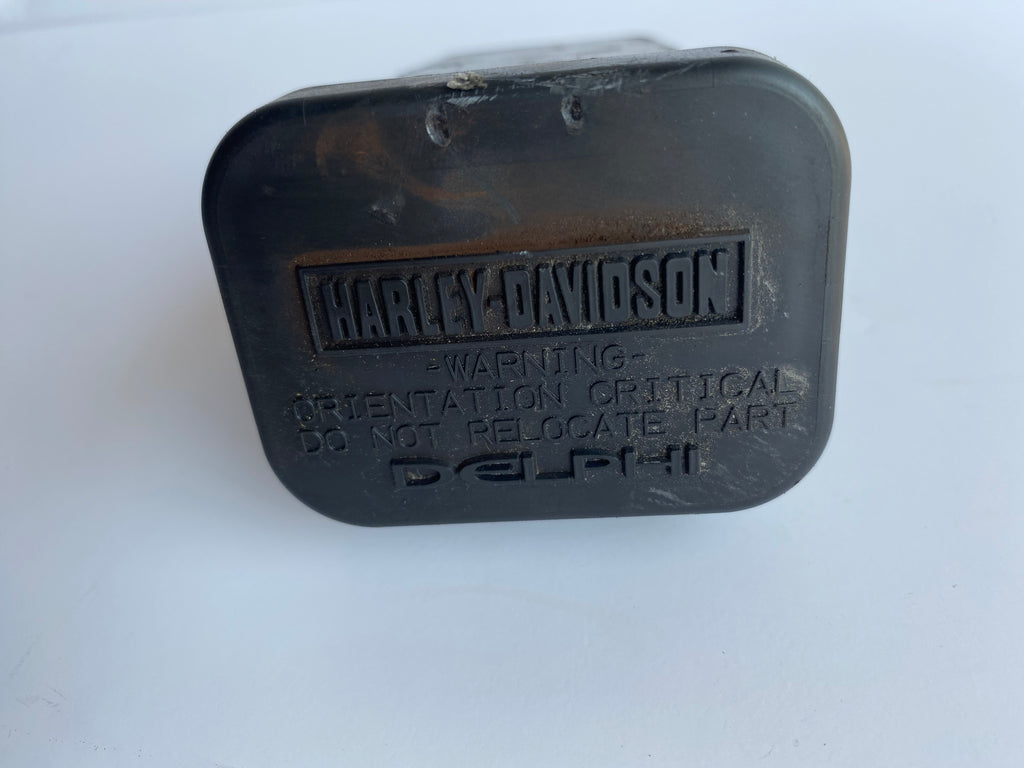 HARLEY-DAVIDSON
-WARNING-
ORIENTATION CRITICAL
DO NOT RELOCATE PART
DELPHI